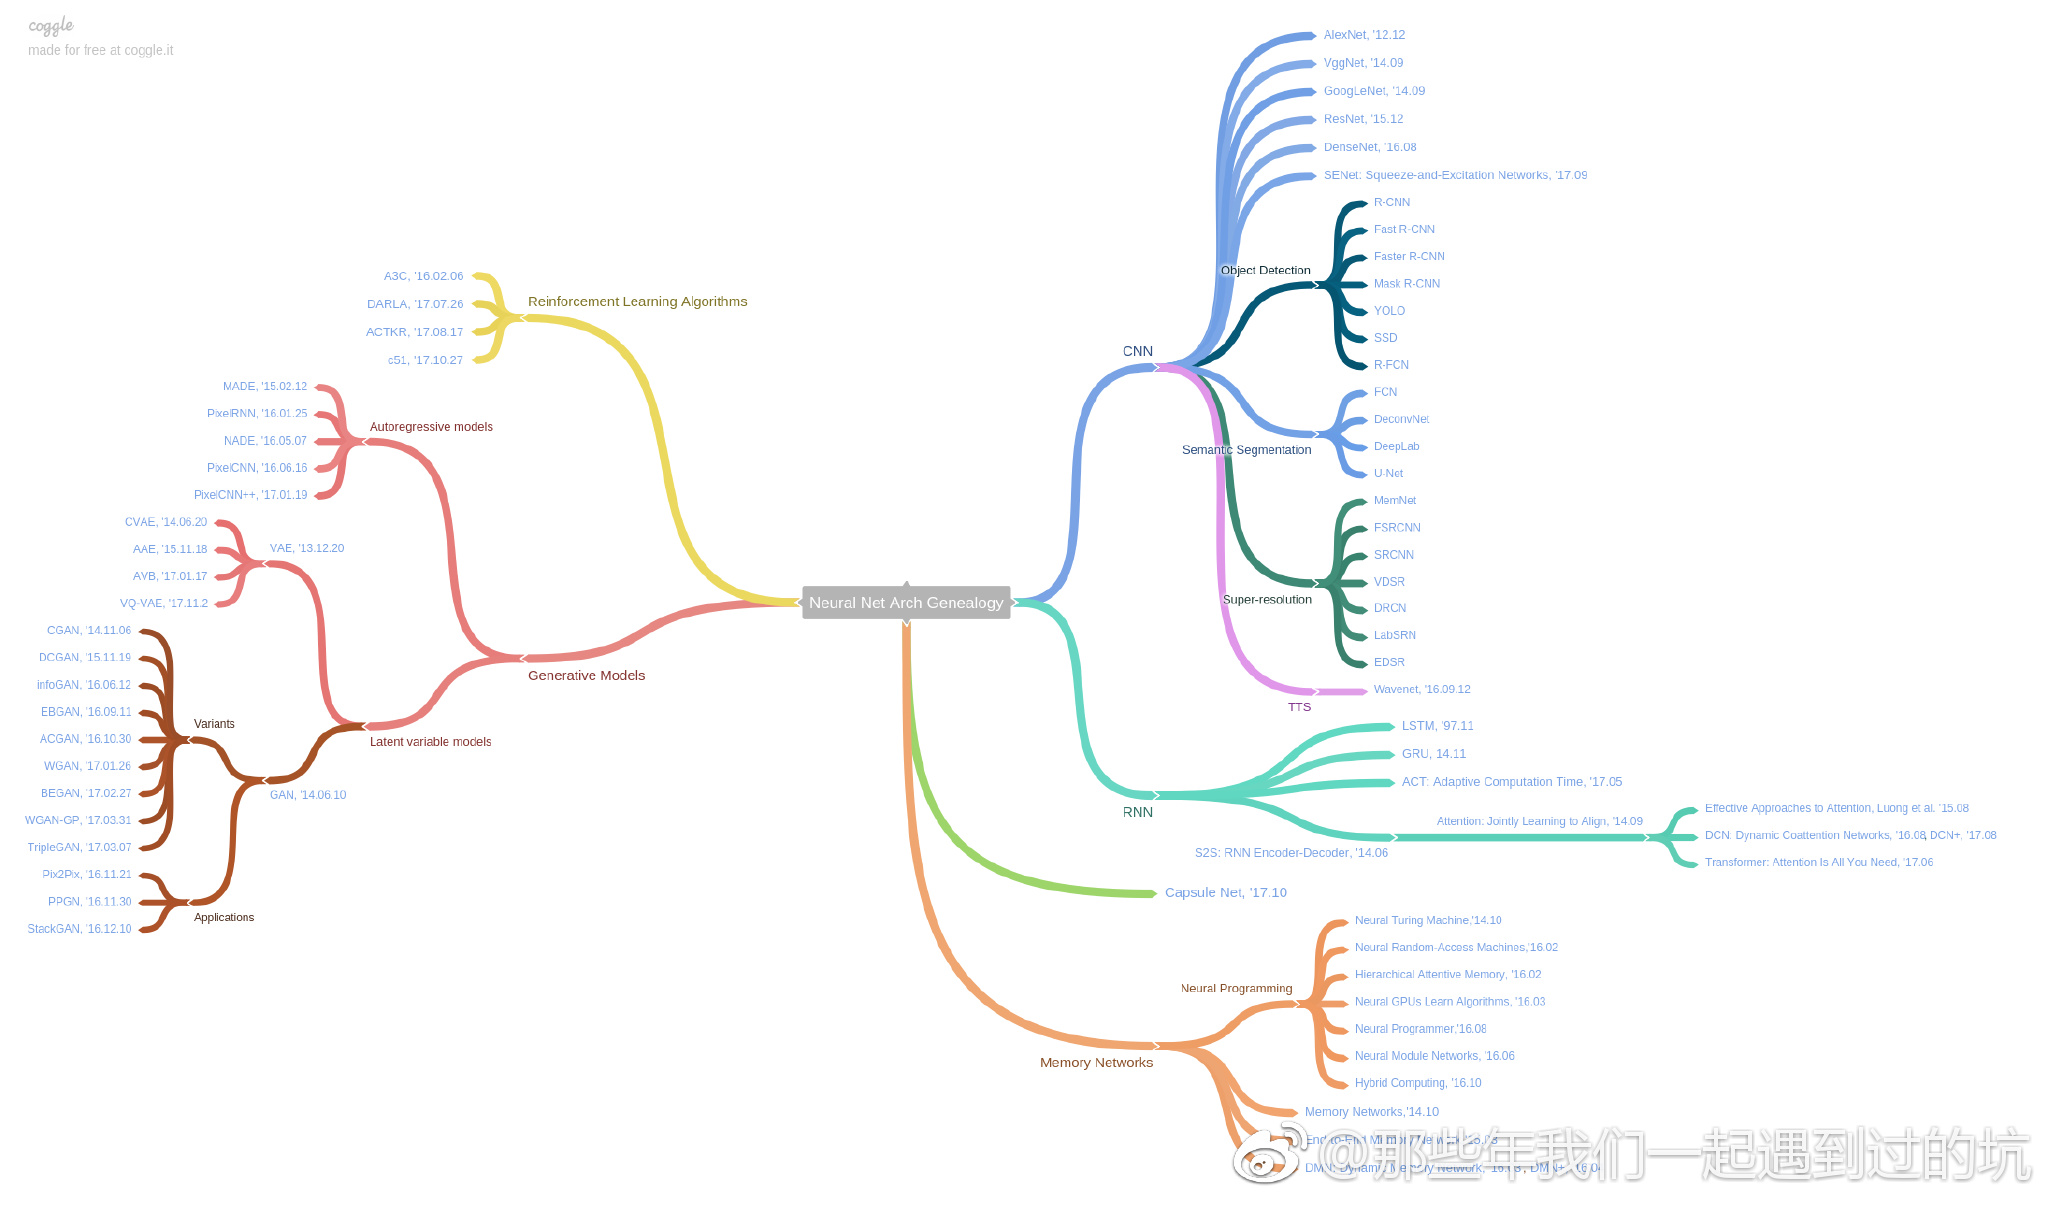 coggle
made for free at coggle.it
Neural Net Arch Genealogy
Reinforcement Learning Algorithms
A3C, '16.02.06
DARLA, '17.07.26
ACTKR, '17.08.17
c51, '17.10.27
Generative Models
Autoregressive models
MADE, '15.02.12
PixelRNN, '16.01.25
NADE, '16.05.07
PixelCNN, '16.06.16
PixelCNN++, '17.01.19
Latent variable models
VAE, '13.12.20
CVAE, '14.06.20
AAE, '15.11.18
AVB, '17.01.17
VQ-VAE, '17.11.2
GAN, '14.06.10
Variants
CGAN, '14.11.06
DCGAN, '15.11.19
infoGAN, '16.06.12
EBGAN, '16.09.11
ACGAN, '16.10.30
WGAN, '17.01.26
BEGAN, '17.02.27
WGAN-GP, '17.03.31
TripleGAN, '17.03.07
Applications
Pix2Pix, '16.11.21
PPGN, '16.11.30
StackGAN, '16.12.10
CNN
AlexNet, '12.12
VggNet, '14.09
GoogLeNet, '14.09
ResNet, '15.12
DenseNet, '16.08
SENet: Squeeze-and-Excitation Networks, '17.09
Object Detection
R-CNN
Fast R-CNN
Faster R-CNN
Mask R-CNN
YOLO
SSD
R-FCN
Semantic Segmentation
FCN
DeconvNet
DeepLab
U-Net
Super-resolution
MemNet
FSRCNN
SRCNN
VDSR
DRCN
LabSRN
EDSR
TTS
Wavenet, '16.09.12
RNN
LSTM, '97.11
GRU, 14.11
ACT: Adaptive Computation Time, '17.05
S2S: RNN Encoder-Decoder, '14.06
Attention: Jointly Learning to Align, '14.09
Effective Approaches to Attention, Luong et al. '15.08
DCN: Dynamic Coattention Networks, '16.08, DCN+, '17.08
Transformer: Attention Is All You Need, '17.06
Capsule Net, '17.10
Memory Networks
Neural Programming
Neural Turing Machine,'14.10
Neural Random-Access Machines,'16.02
Hierarchical Attentive Memory, '16.02
Neural GPUs Learn Algorithms, '16.03
Neural Programmer,'16.08
Neural Module Networks, '16.06
Hybrid Computing, '16.10
Memory Networks,'14.10
End-to-End Memory Network
DMN: Dynamic Memory Network, DMN+
@那些年我们一起遇到过的坑